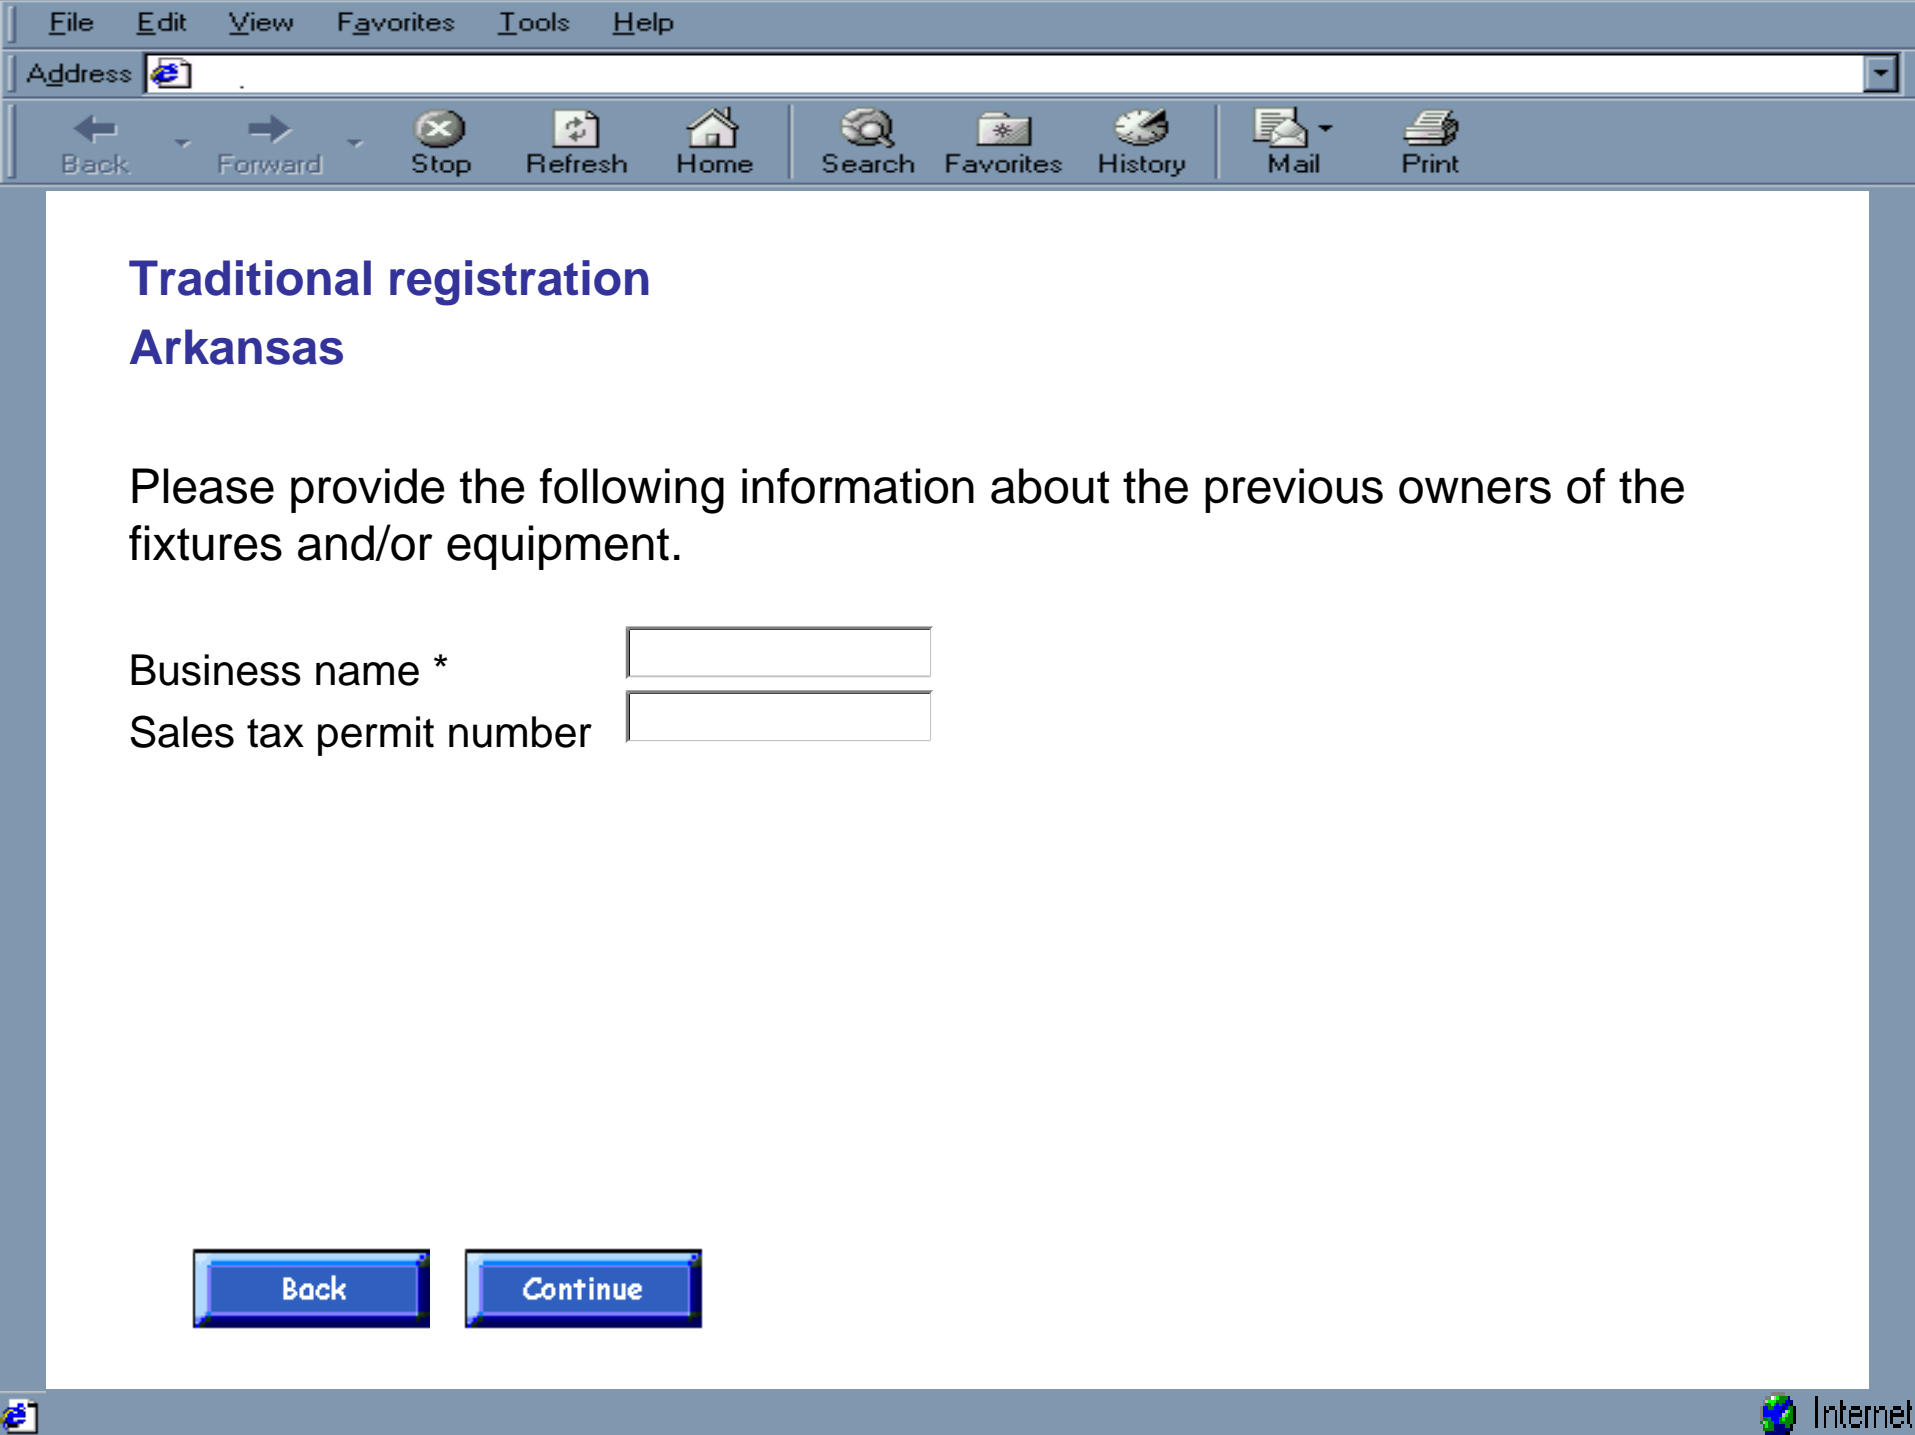 File Edit View Favorites Tools Help
Address .
Back Forward Stop Refresh Home Search Favorites History Mail Print
Traditional registration
Arkansas
Please provide the following information about the previous owners of the
fixtures and/or equipment.
Business name *
Sales tax permit number
Back Continue
Internet